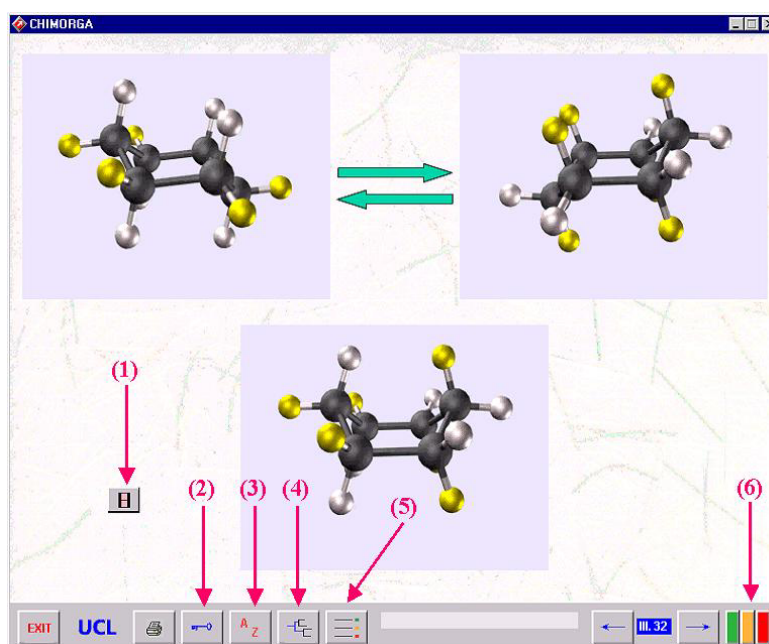 CHIMORGA
(1)
(2)
(3)
(4)
(5)
(6)
EXIT
UCL
A
Z
III.32